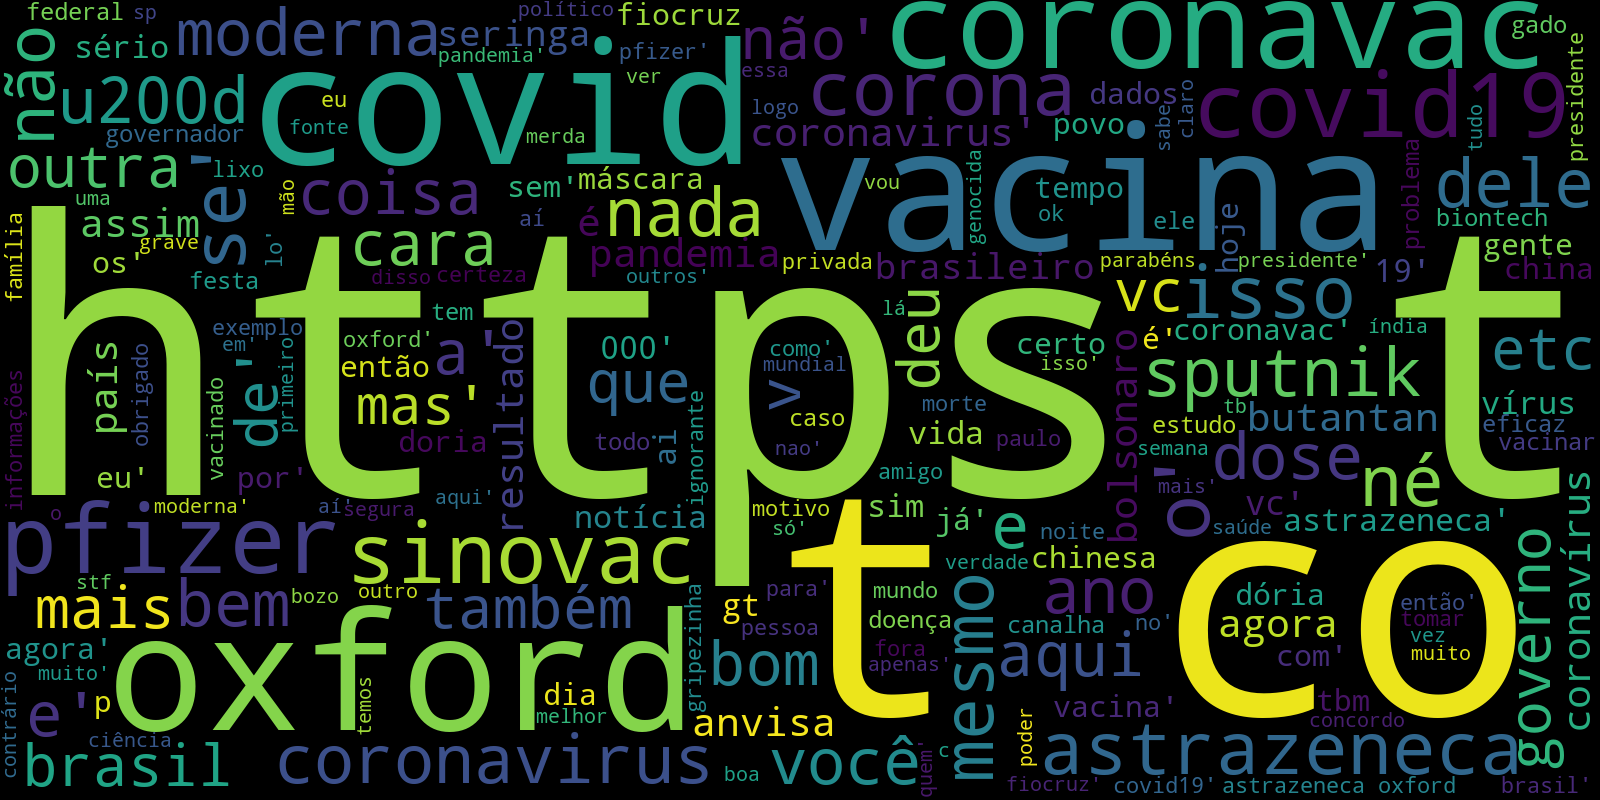 federal
sp
político
fiocruz
coronavac
gado
não
sério
moderna
seringa
pandemia'
pfizer'
não'
ver
essa
corona
dados
covid19
presidente
u200d
covid
eu
fonte
merda
logo
coronavirus'
povo
sabe
claro
tudo
governador
outra
lixo
se'
mão
coisa
sem'
máscara
vacina
vou
genocida
tempo
ok
ele
problema
dele
biontech
uma
assim
grave
aí
é
nada
hoje
gente
família
os'
festa
lo'
cara
disso
certeza
pandemia
outros'
privada
brasileiro
parabéns
presidente'
19'
china
https t
vc
isso
lá
deu
tem
exemplo
em'
oxford'
000'
como'
mundial
certo
isso'
é'
coronavac'
índia
etc
país
obrigado
de'
primeiro
então
a'
resultado
mas'
que
v
caso
morte
vida
paulo
bolsonaro
sputnik
tb
butantan
vírus
estudo
eficaz
vacinar
informações
eu'
vacinado
por'
doria
todo
ai
ignorante
nao'
amigo
semana
dose
né
o
moderna'
aí'
segura
aqui'
notícia
motivo
só'
sim
já'
e
noite
mais'
o'
vc'
saúde
astrazeneca'
coronavírus
pfizer
sinovac
t co
verdade
chinesa
governo
stf
mais
bem
bozo
outro
também
gripezinha
gt
para'
pessoa
mundo
doença
mesmo
ano
canalha
no'
dória
agora
então'
tomar
vez
muito
agora'
muito'
oxford
bom
fora
apenas'
aqui
com'
contrário
e'
p
temos
dia
melhor
anvisa
poder
vacina'
tbm
concordo
ciência
brasil
coronavirus
boa
você
quem'
c
astrazeneca
fiocruz'
covid19'
astrazeneca oxford
brasil'